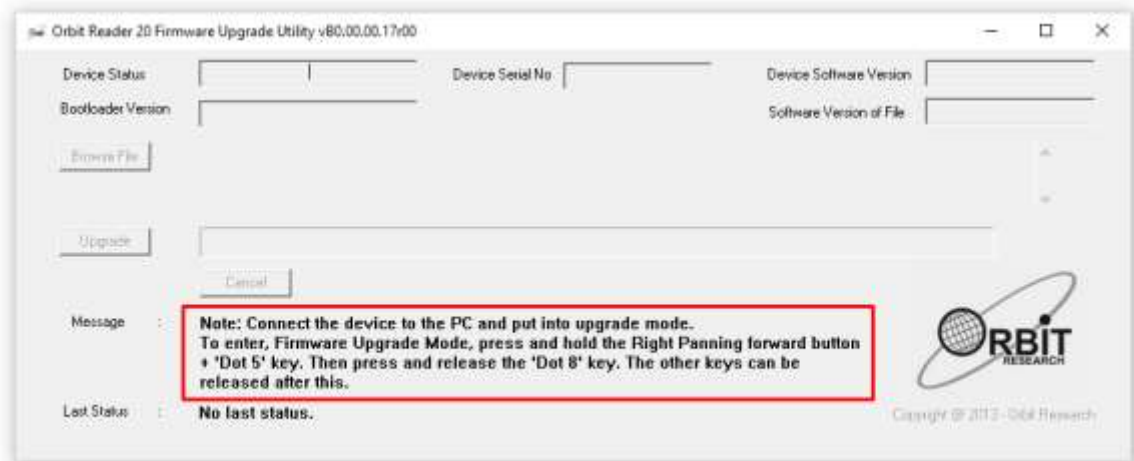 Orbit Reader 20 Firmware Upgrade Utility v80.00.00.17r00
Device Status
Device Serial No
Device Software Version
Bootloader Version
Software Version of File
Browse File
Upgrade
Cancel
Message :
Note: Connect the device to the PC and put into upgrade mode.
To enter, Firmware Upgrade Mode, press and hold the Right Panning forward button
+ 'Dot 5' key. Then press and release the 'Dot 8' key. The other keys can be
released after this.
ORBIT
RESEARCH
Last Status :
No last status.
Copyright @ 2013 - Orbit Research